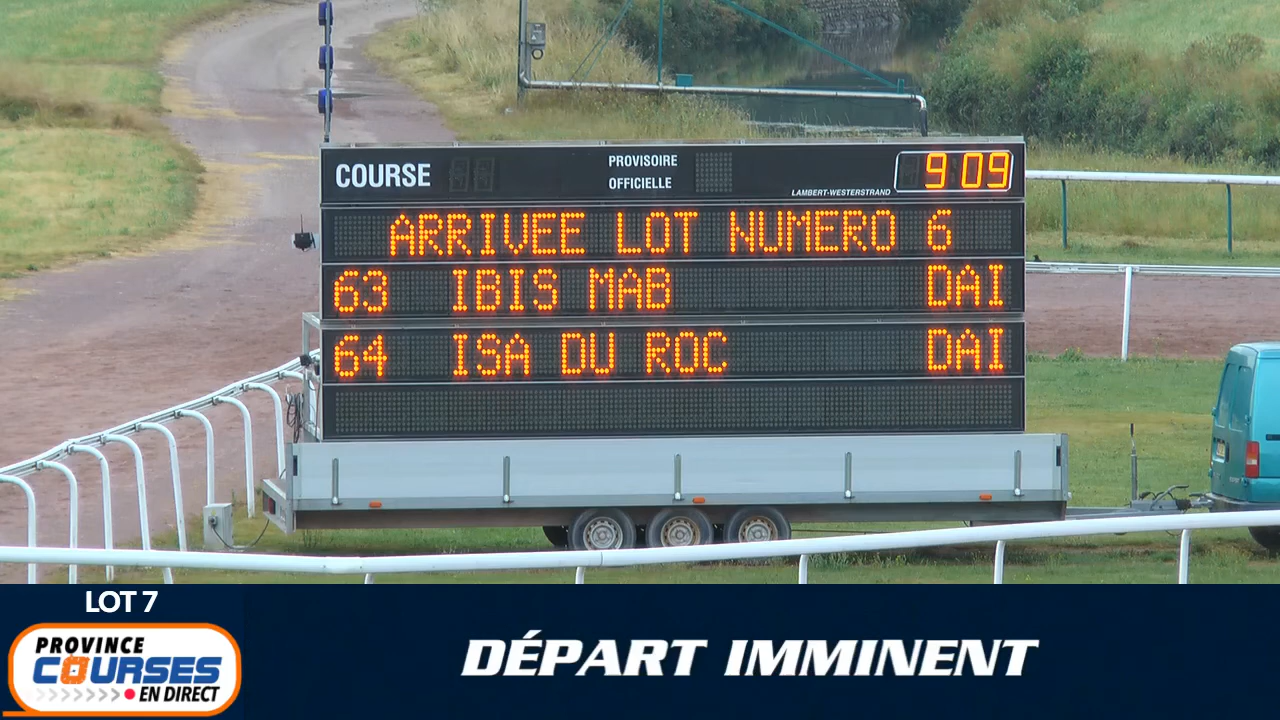 COURSE
PROVISOIRE
OFFICIELLE
LAMBERT-WESTERSTRAND
9 09
ARRIVEE LOT NUMERO 6
63 IBIS MAB DAI
64 ISA DU ROC DAI
LOT 7
PROVINCE
COURSES
EN DIRECT
DÉPART IMMINENT